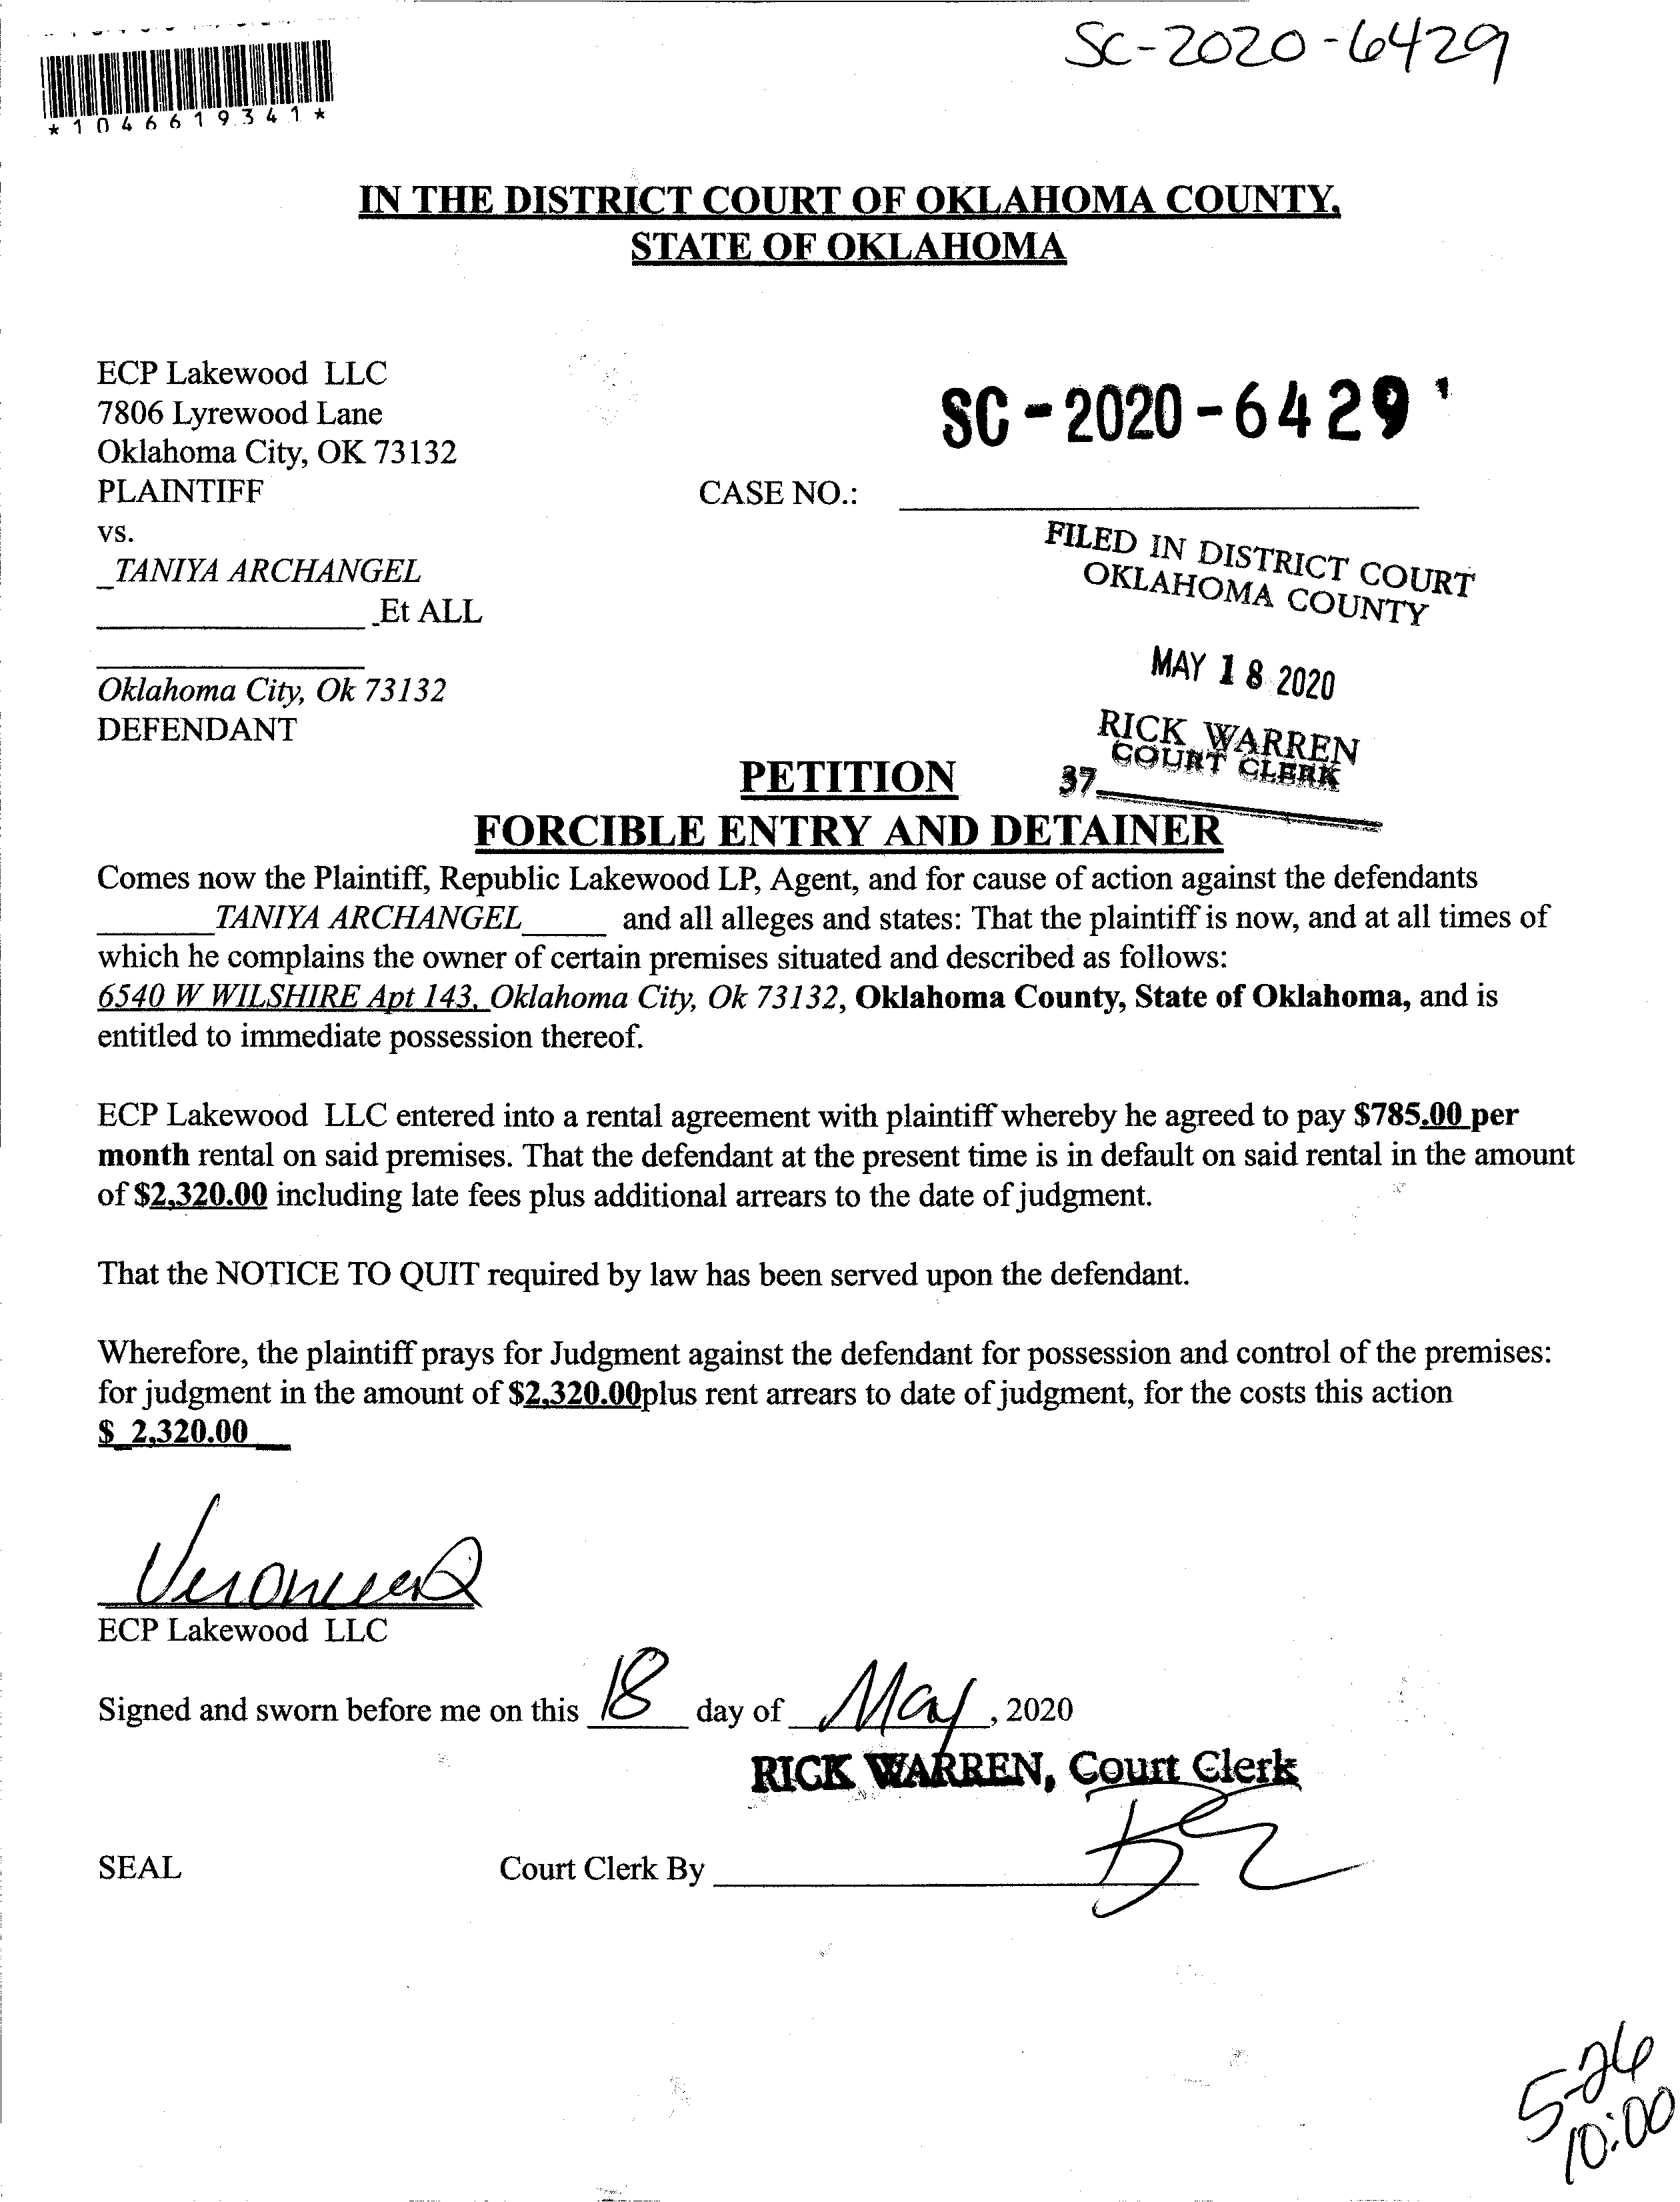 SC-2020-6429
*1046619341*
IN THE DISTRICT COURT OF OKLAHOMA COUNTY,
STATE OF OKLAHOMA
ECP Lakewood LLC
7806 Lyrewood Lane
Oklahoma City, OK 73132
PLAINTIFF
vs.
_TANIYA ARCHANGEL
_Et ALL
Oklahoma City, Ok 73132
DEFENDANT
SC-2020-6429
CASE NO.:
FILED IN DISTRICT COURT
OKLAHOMA COUNTY
MAY 18 2020
RICK WARREN
COURT CLERK
37
PETITION
FORCIBLE ENTRY AND DETAINER
Comes now the Plaintiff, Republic Lakewood LP, Agent, and for cause of action against the defendants
______TANIYA ARCHANGEL_____ and all alleges and states: That the plaintiff is now, and at all times of
which he complains the owner of certain premises situated and described as follows:
6540 W WILSHIRE Apt 143, Oklahoma City, Ok 73132, Oklahoma County, State of Oklahoma, and is
entitled to immediate possession thereof.
ECP Lakewood LLC entered into a rental agreement with plaintiff whereby he agreed to pay $785.00 per
month rental on said premises. That the defendant at the present time is in default on said rental in the amount
of $2,320.00 including late fees plus additional arrears to the date of judgment.
That the NOTICE TO QUIT required by law has been served upon the defendant.
Wherefore, the plaintiff prays for Judgment against the defendant for possession and control of the premises:
for judgment in the amount of $2,320.00plus rent arrears to date of judgment, for the costs this action
$_2,320.00__
ECP Lakewood LLC
Signed and sworn before me on this 18 day of May, 2020
RICK WARREN, Court Clerk
SEAL Court Clerk By
5-26
10:00